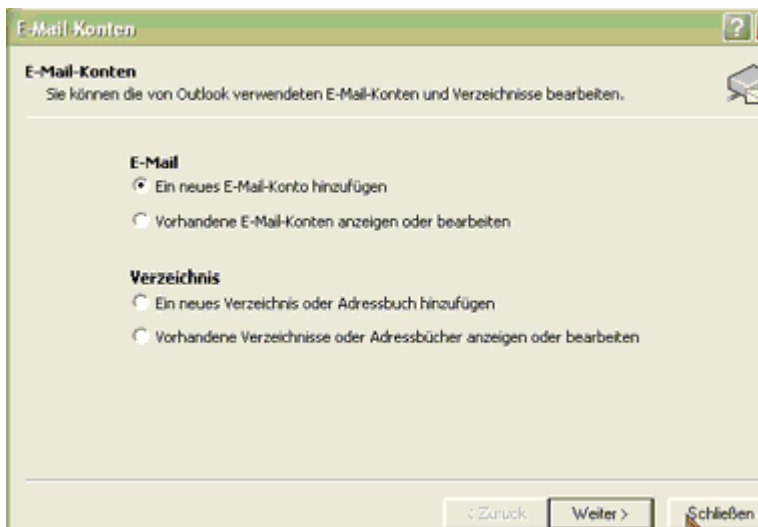 E-Mail-Konten
E-Mail-Konten
Sie können die von Outlook verwendeten E-Mail-Konten und Verzeichnisse bearbeiten.
E-Mail
Ein neues E-Mail-Konto hinzufügen
Vorhandene E-Mail-Konten anzeigen oder bearbeiten
Verzeichnis
Ein neues Verzeichnis oder Adressbuch hinzufügen
Vorhandene Verzeichnisse oder Adressbücher anzeigen oder bearbeiten
< Zurück Weiter > Schließen